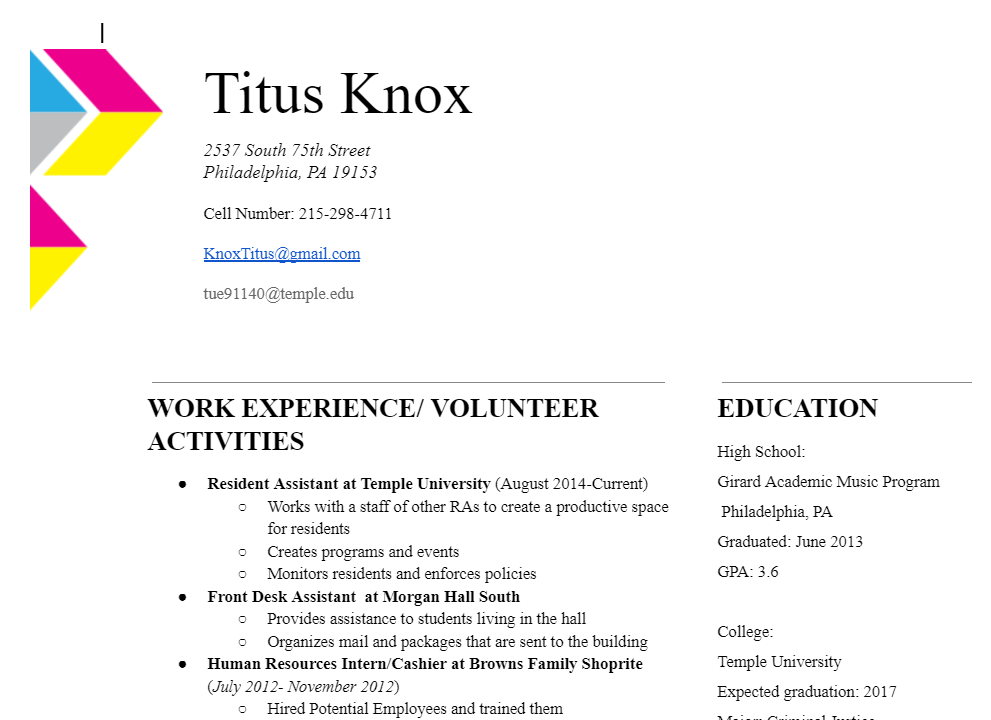 Titus Knox
2537 South 75th Street
Philadelphia, PA 19153
Cell Number: 215-298-4711
KnoxTitus@gmail.com
tue91140@temple.edu
WORK EXPERIENCE/ VOLUNTEER
ACTIVITIES
● Resident Assistant at Temple University (August 2014-Current)
○ Works with a staff of other RAs to create a productive space
for residents
○ Creates programs and events
○ Monitors residents and enforces policies
● Front Desk Assistant  at Morgan Hall South
○ Provides assistance to students living in the hall
○ Organizes mail and packages that are sent to the building
● Human Resources Intern/Cashier at Browns Family Shoprite
(July 2012- November 2012)
○ Hired Potential Employees and trained them
EDUCATION
High School:
Girard Academic Music Program
Philadelphia, PA
Graduated: June 2013
GPA: 3.6
College:
Temple University
Expected graduation: 2017
Major: Criminal Justice